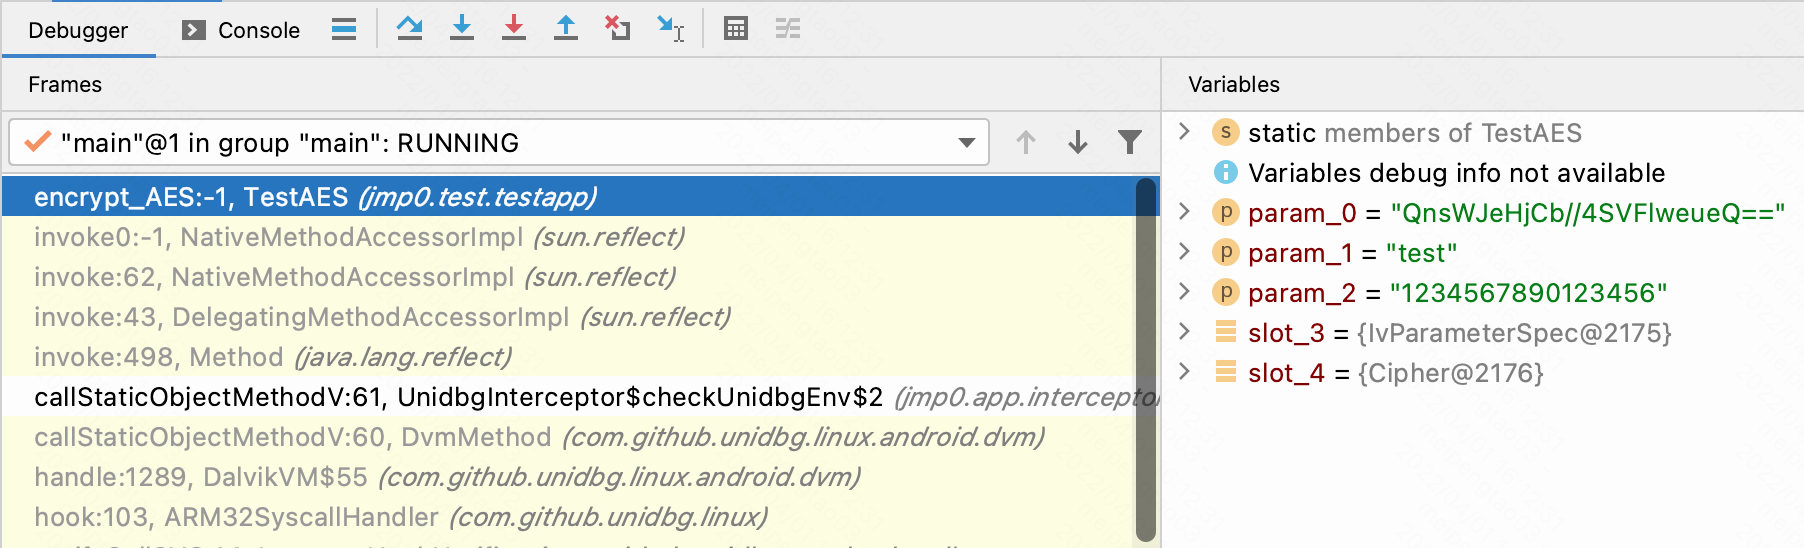 Debugger Console
Frames
"main"@1 in group "main": RUNNING
encrypt_AES:-1, TestAES (jmp0.test.testapp)
invoke0:-1, NativeMethodAccessorImpl (sun.reflect)
invoke:62, NativeMethodAccessorImpl (sun.reflect)
invoke:43, DelegatingMethodAccessorImpl (sun.reflect)
invoke:498, Method (java.lang.reflect)
callStaticObjectMethodV:61, UnidbgInterceptor$checkUnidbgEnv$2 (jmp0.app.interceptor
callStaticObjectMethodV:60, DvmMethod (com.github.unidbg.linux.android.dvm)
handle:1289, DalvikVM$55 (com.github.unidbg.linux.android.dvm)
hook:103, ARM32SyscallHandler (com.github.unidbg.linux)
Variables
s static members of TestAES
Variables debug info not available
p param_0 = "QnsWJeHjCb//4SVFlweueQ=="
p param_1 = "test"
p param_2 = "1234567890123456"
slot_3 = {IvParameterSpec@2175}
slot_4 = {Cipher@2176}